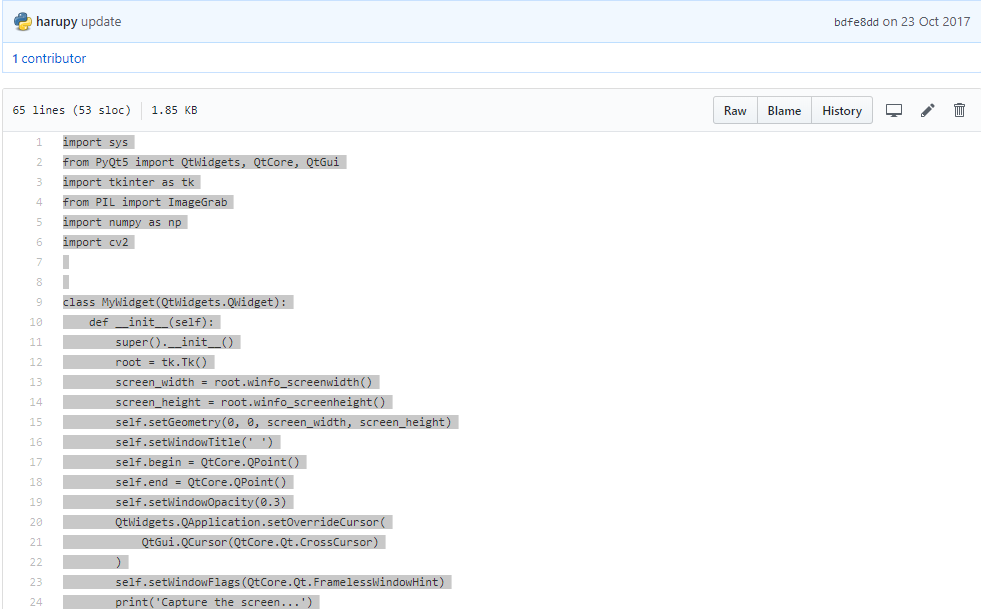 harupy update bdfe8dd on 23 Oct 2017
1 contributor
65 lines (53 sloc) 1.85 KB Raw Blame History
1 import sys
2 from PyQt5 import QtWidgets, QtCore, QtGui
3 import tkinter as tk
4 from PIL import ImageGrab
5 import numpy as np
6 import cv2
7
8
9 class MyWidget(QtWidgets.QWidget):
10     def __init__(self):
11         super().__init__()
12         root = tk.Tk()
13         screen_width = root.winfo_screenwidth()
14         screen_height = root.winfo_screenheight()
15         self.setGeometry(0, 0, screen_width, screen_height)
16         self.setWindowTitle(' ')
17         self.begin = QtCore.QPoint()
18         self.end = QtCore.QPoint()
19         self.setWindowOpacity(0.3)
20         QtWidgets.QApplication.setOverrideCursor(
21             QtGui.QCursor(QtCore.Qt.CrossCursor)
22         )
23         self.setWindowFlags(QtCore.Qt.FramelessWindowHint)
24         print('Capture the screen...')